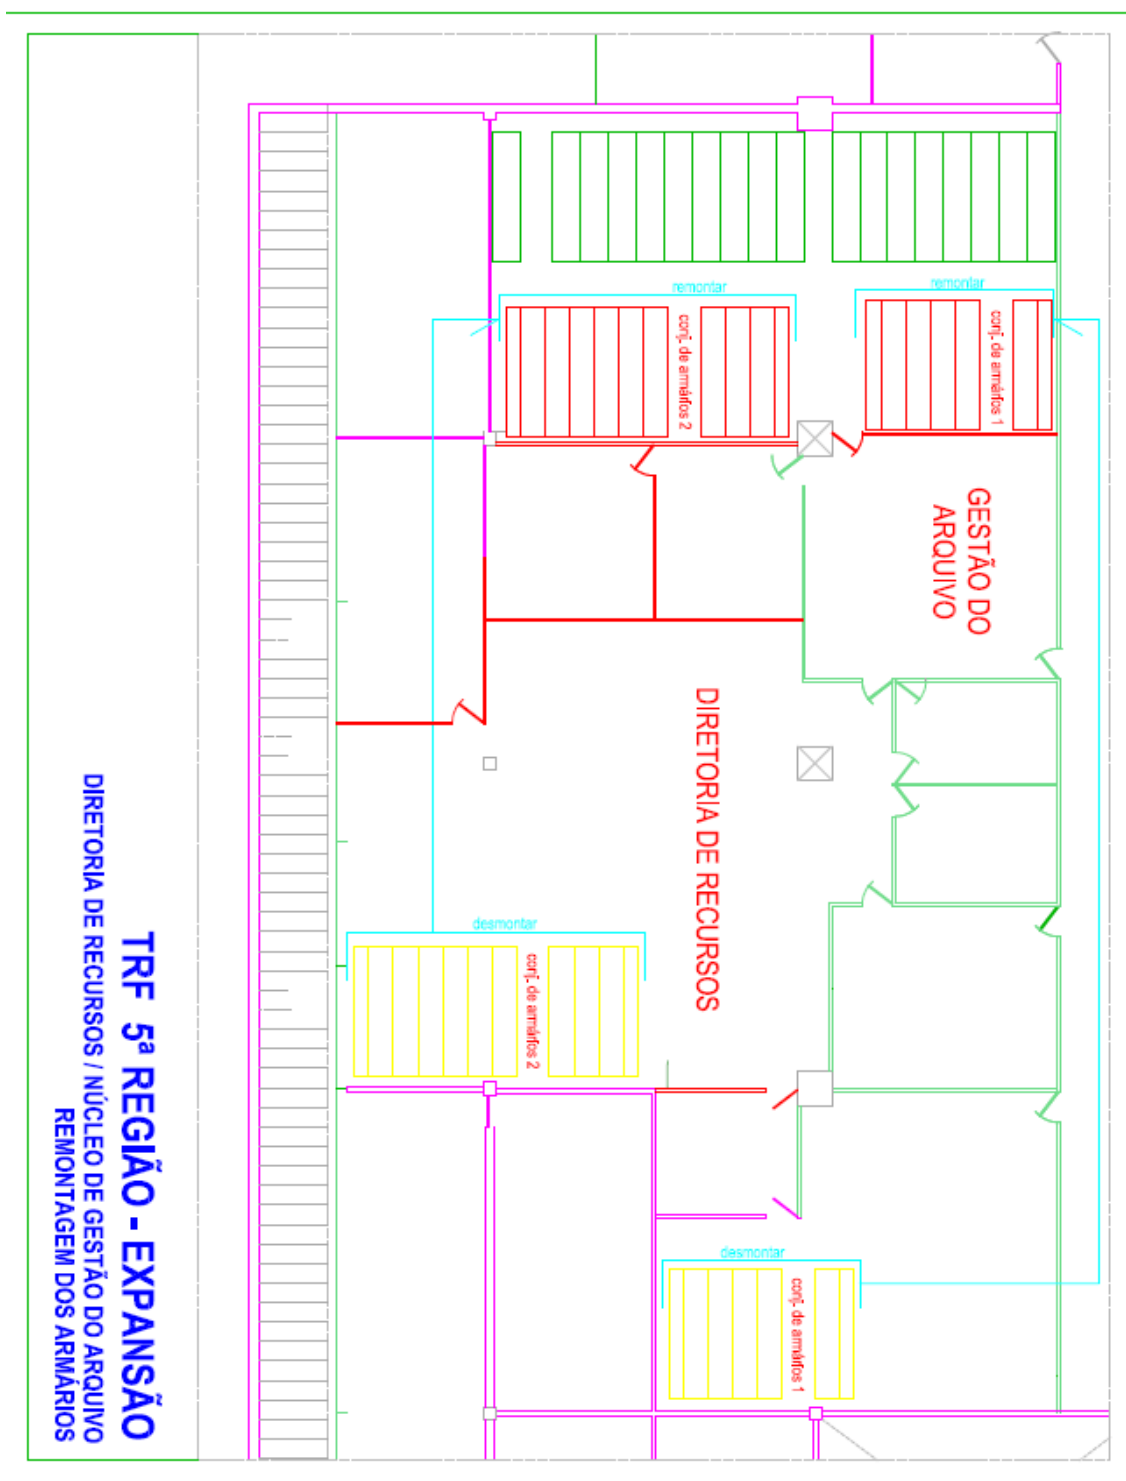 remontar
remontar
conj. de armários 2
conj. de armários 1
GESTÃO DO
ARQUIVO
DIRETORIA DE RECURSOS
desmontar
conj. de armários 2
desmontar
conj. de armários 1
TRF 5ª REGIÃO - EXPANSÃO
DIRETORIA DE RECURSOS / NÚCLEO DE GESTÃO DO ARQUIVO
REMONTAGEM DOS ARMÁRIOS